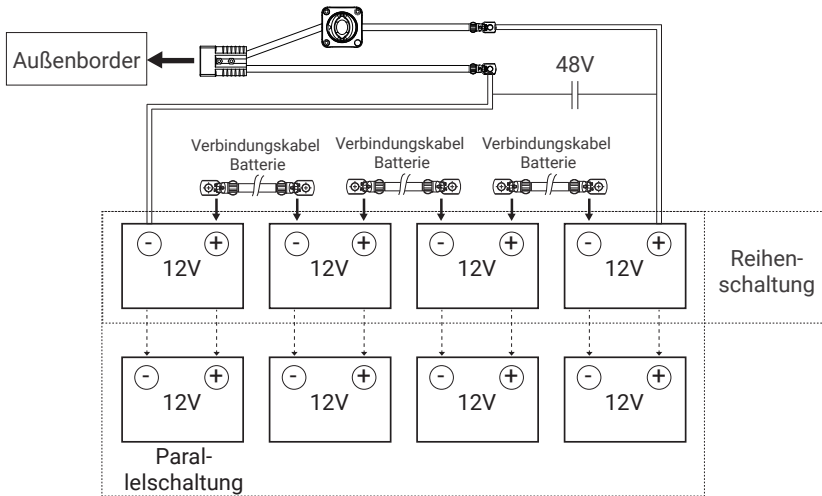 Außenborder
48V
Verbindungskabel
Batterie
Verbindungskabel
Batterie
Verbindungskabel
Batterie
- +
12V
- +
12V
- +
12V
- +
12V
Reihen-
schaltung
- +
12V
- +
12V
- +
12V
- +
12V
Paral-
lelschaltung